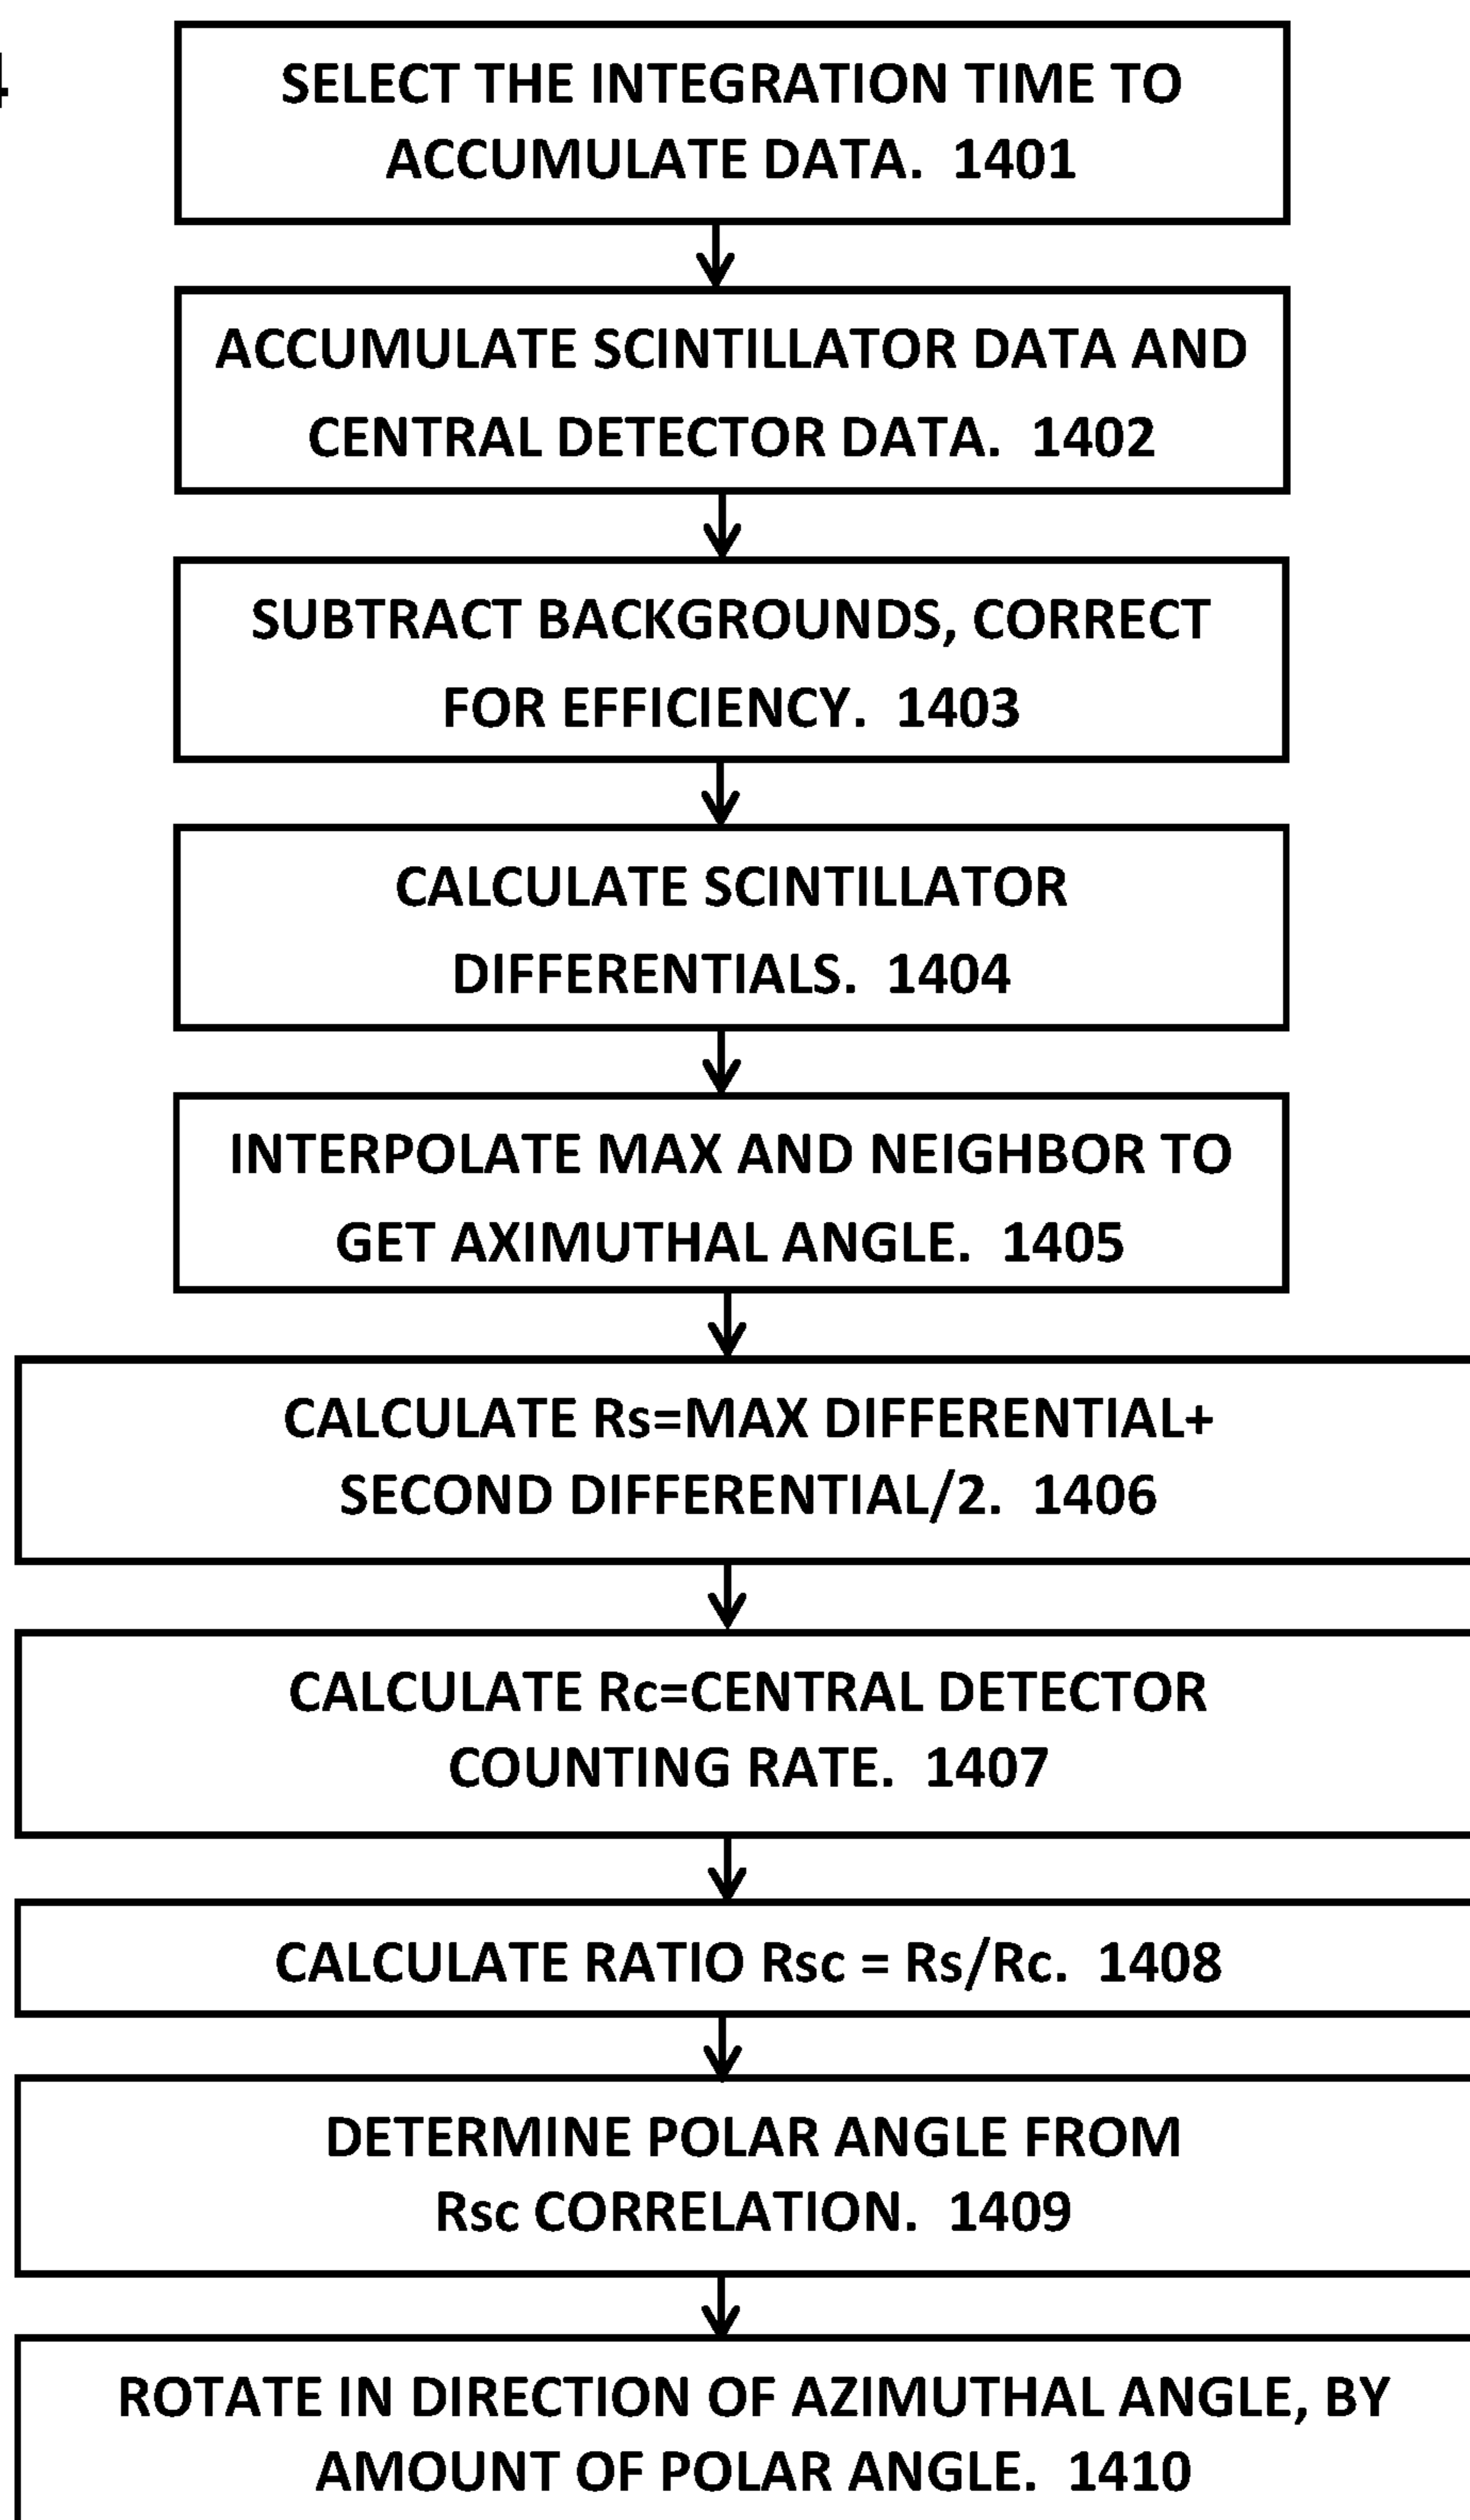 4
SELECT THE INTEGRATION TIME TO
ACCUMULATE DATA. 1401
ACCUMULATE SCINTILLATOR DATA AND
CENTRAL DETECTOR DATA. 1402
SUBTRACT BACKGROUNDS, CORRECT
FOR EFFICIENCY. 1403
CALCULATE SCINTILLATOR
DIFFERENTIALS. 1404
INTERPOLATE MAX AND NEIGHBOR TO
GET AXIMUTHAL ANGLE. 1405
CALCULATE Rs=MAX DIFFERENTIAL+
SECOND DIFFERENTIAL/2. 1406
CALCULATE Rc=CENTRAL DETECTOR
COUNTING RATE. 1407
CALCULATE RATIO Rsc = Rs/Rc. 1408
DETERMINE POLAR ANGLE FROM
Rsc CORRELATION. 1409
ROTATE IN DIRECTION OF AZIMUTHAL ANGLE, BY
AMOUNT OF POLAR ANGLE. 1410